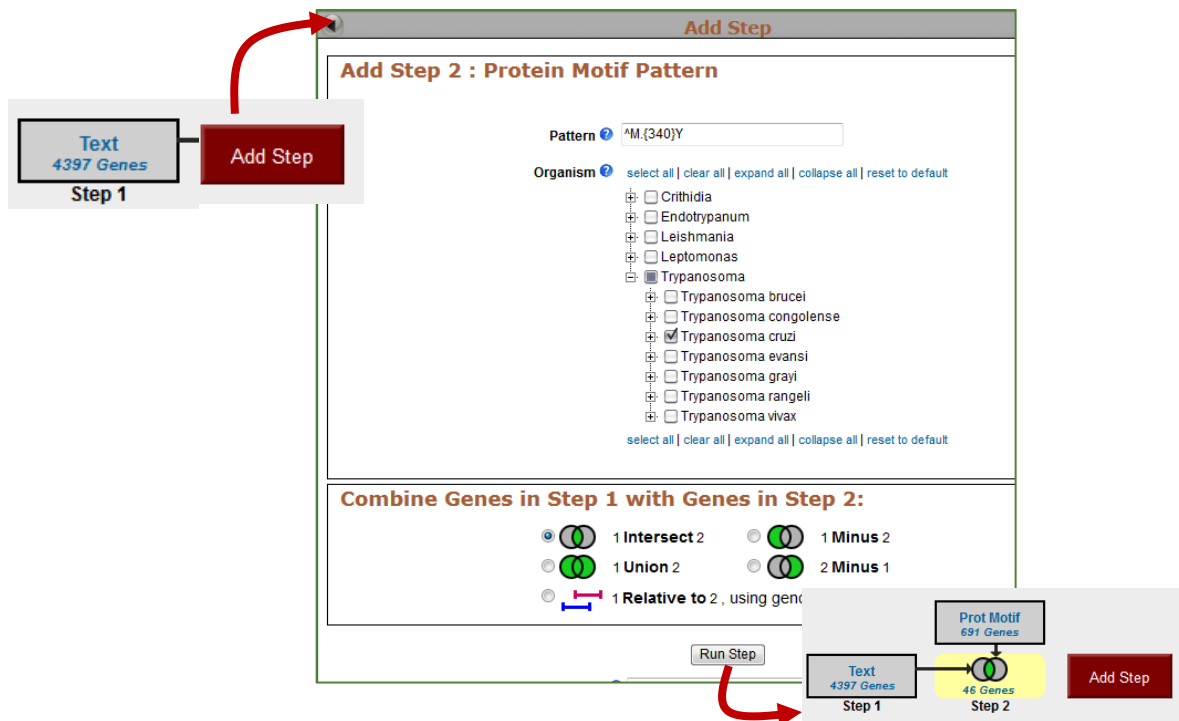 Add Step
Add Step 2 : Protein Motif Pattern
Text
4397 Genes
Step 1
Add Step
Pattern ? ^M.{340}Y
Organism ? select all | clear all | expand all | collapse all | reset to default
Crithidia
Endotrypanum
Leishmania
Leptomonas
Trypanosoma
Trypanosoma brucei
Trypanosoma congolense
Trypanosoma cruzi
Trypanosoma evansi
Trypanosoma grayi
Trypanosoma rangeli
Trypanosoma vivax
select all | clear all | expand all | collapse all | reset to default
Combine Genes in Step 1 with Genes in Step 2:
1 Intersect 2 1 Minus 2
1 Union 2 2 Minus 1
1 Relative to 2 , using
Run Step
Prot Motif
691 Genes
Text
4397 Genes
Step 1
46 Genes
Step 2
Add Step